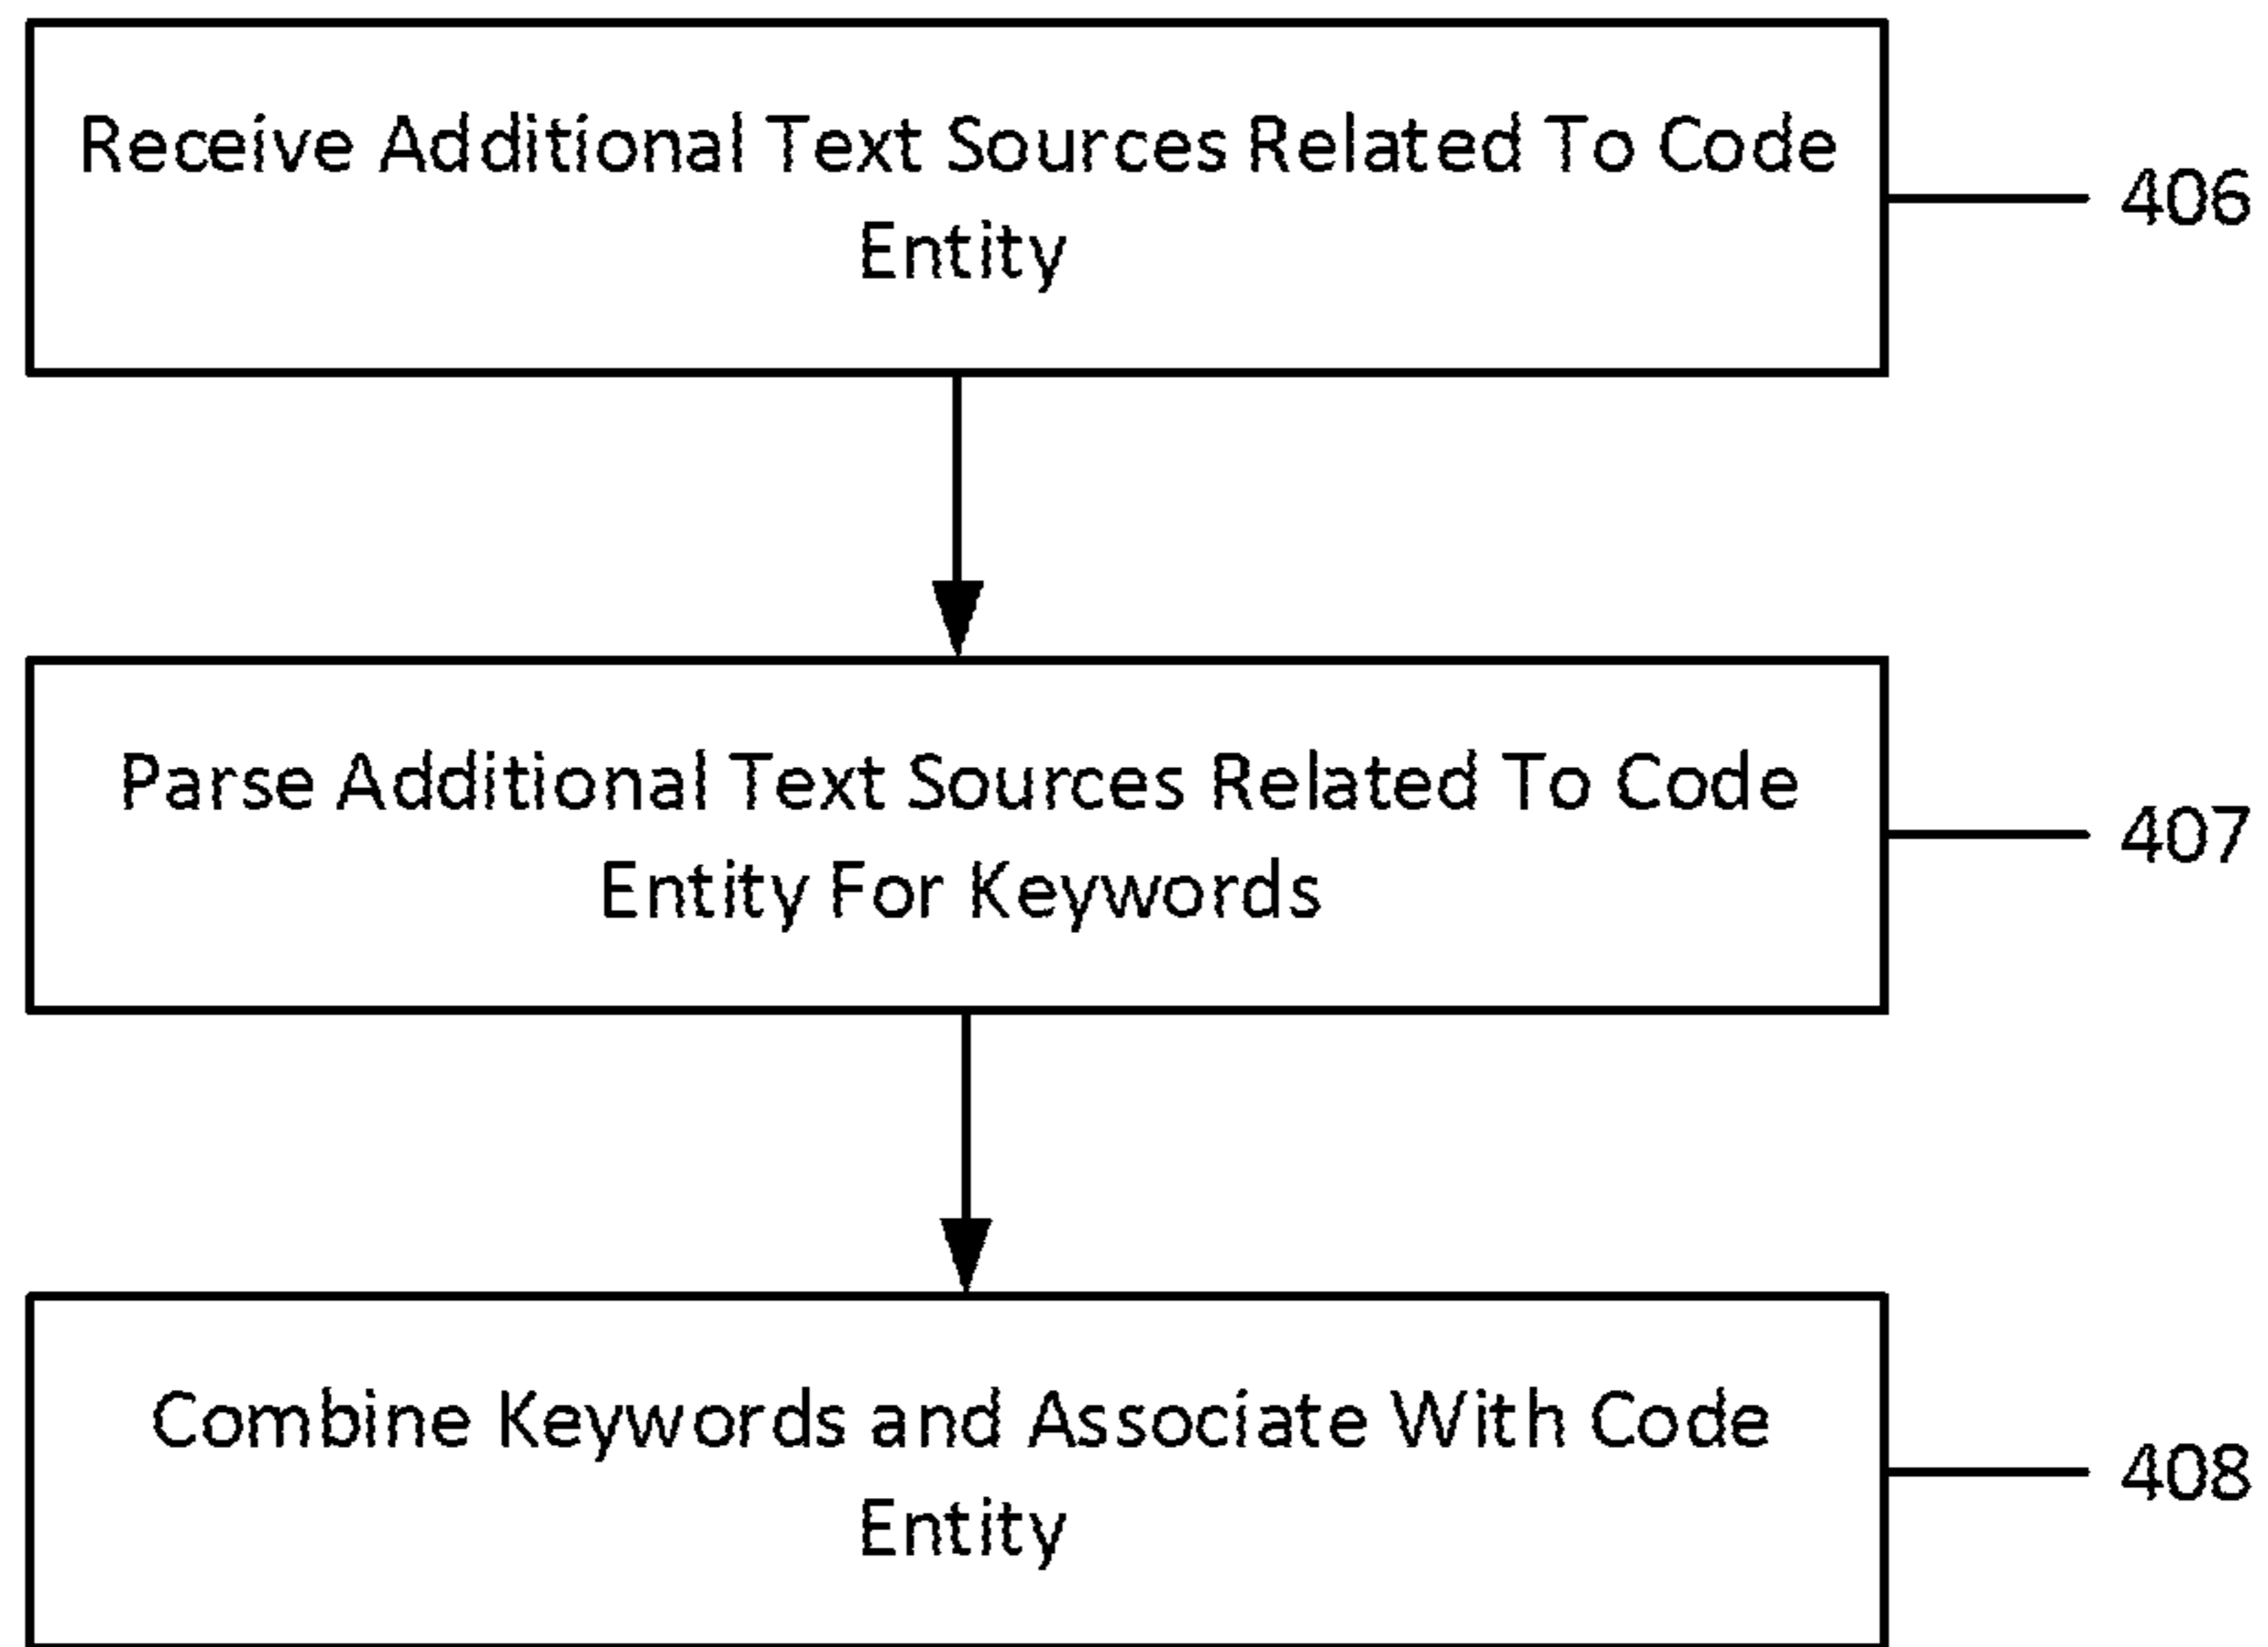 Receive Additional Text Sources Related To Code
Entity
406
Parse Additional Text Sources Related To Code
Entity For Keywords
407
Combine Keywords and Associate With Code
Entity
408